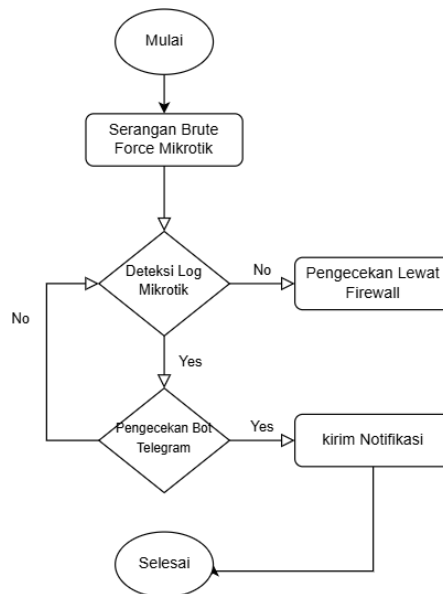 Mulai
Serangan Brute
Force Mikrotik
Deteksi Log
Mikrotik
No
Pengecekan Lewat
Firewall
No
Yes
Pengecekan Bot
Telegram
Yes
kirim Notifikasi
Selesai